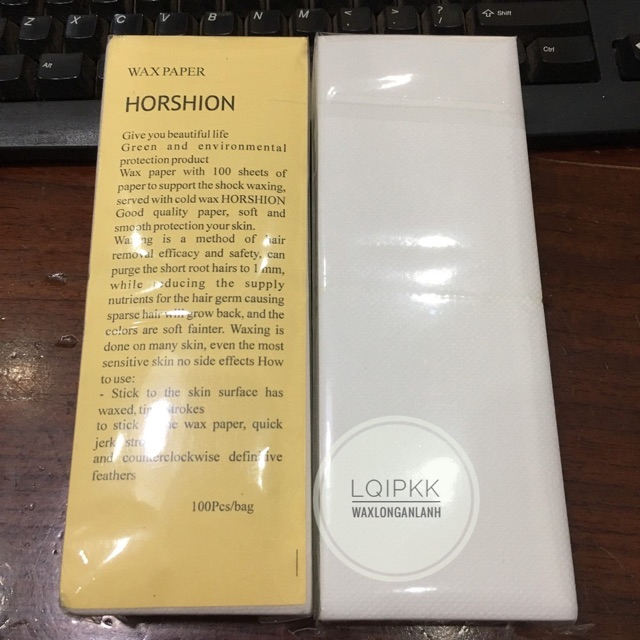 Z
X
C
V
B
N
M
<
>
?
Shift
Alt
Ctrl
WAX PAPER
HORSHION
Give you beautiful life
Green and environmental
protection product
Wax paper with 100 sheets of
paper to support the shock waxing,
served with cold wax HORSHION
Good quality paper, soft and
smooth protection your skin.
Waxing is a method of hair
removal efficacy and safety, can
purge the short root hairs to 1 mm,
while reducing the supply
nutrients for the hair germ causing
sparse hair will grow back, and the
colors are soft fainter. Waxing is
done on many skin, even the most
sensitive skin no side effects How
to use:
- Stick to the skin surface has
waxed, strokes
to stick wax paper, quick
jerk
and counterclockwise definitive
feathers
100Pcs/bag
LQIPKK
WAXLONGANLANH